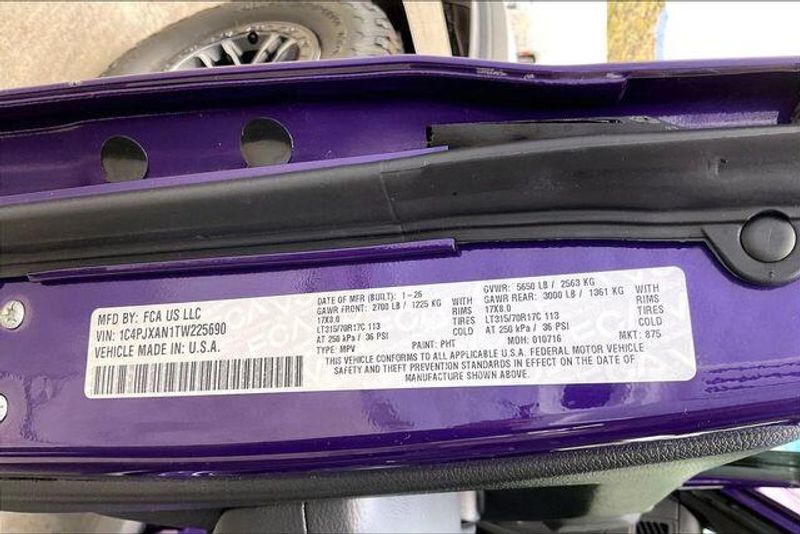 MFD BY: FCA US LLC
VIN: 1C4PJXAN1TW225690
VEHICLE MADE IN: U.S.A.
DATE OF MFR (BUILT): 1-26 GVWR: 5650 LB / 2563 KG
GAWR FRONT: 2700 LB / 1225 KG WITH GAWR REAR: 3000 LB / 1361 KG WITH
17X8.0 RIMS 17X8.0 RIMS
LT315/70R17C 113 TIRES LT315/70R17C 113 TIRES
AT 250 kPa / 36 PSI COLD AT 250 kPa / 36 PSI COLD
TYPE: MPV PAINT: PHT MDH: 010716 MKT: 875
THIS VEHICLE CONFORMS TO ALL APPLICABLE U.S.A. FEDERAL MOTOR VEHICLE
SAFETY AND THEFT PREVENTION STANDARDS IN EFFECT ON THE DATE OF
MANUFACTURE SHOWN ABOVE.